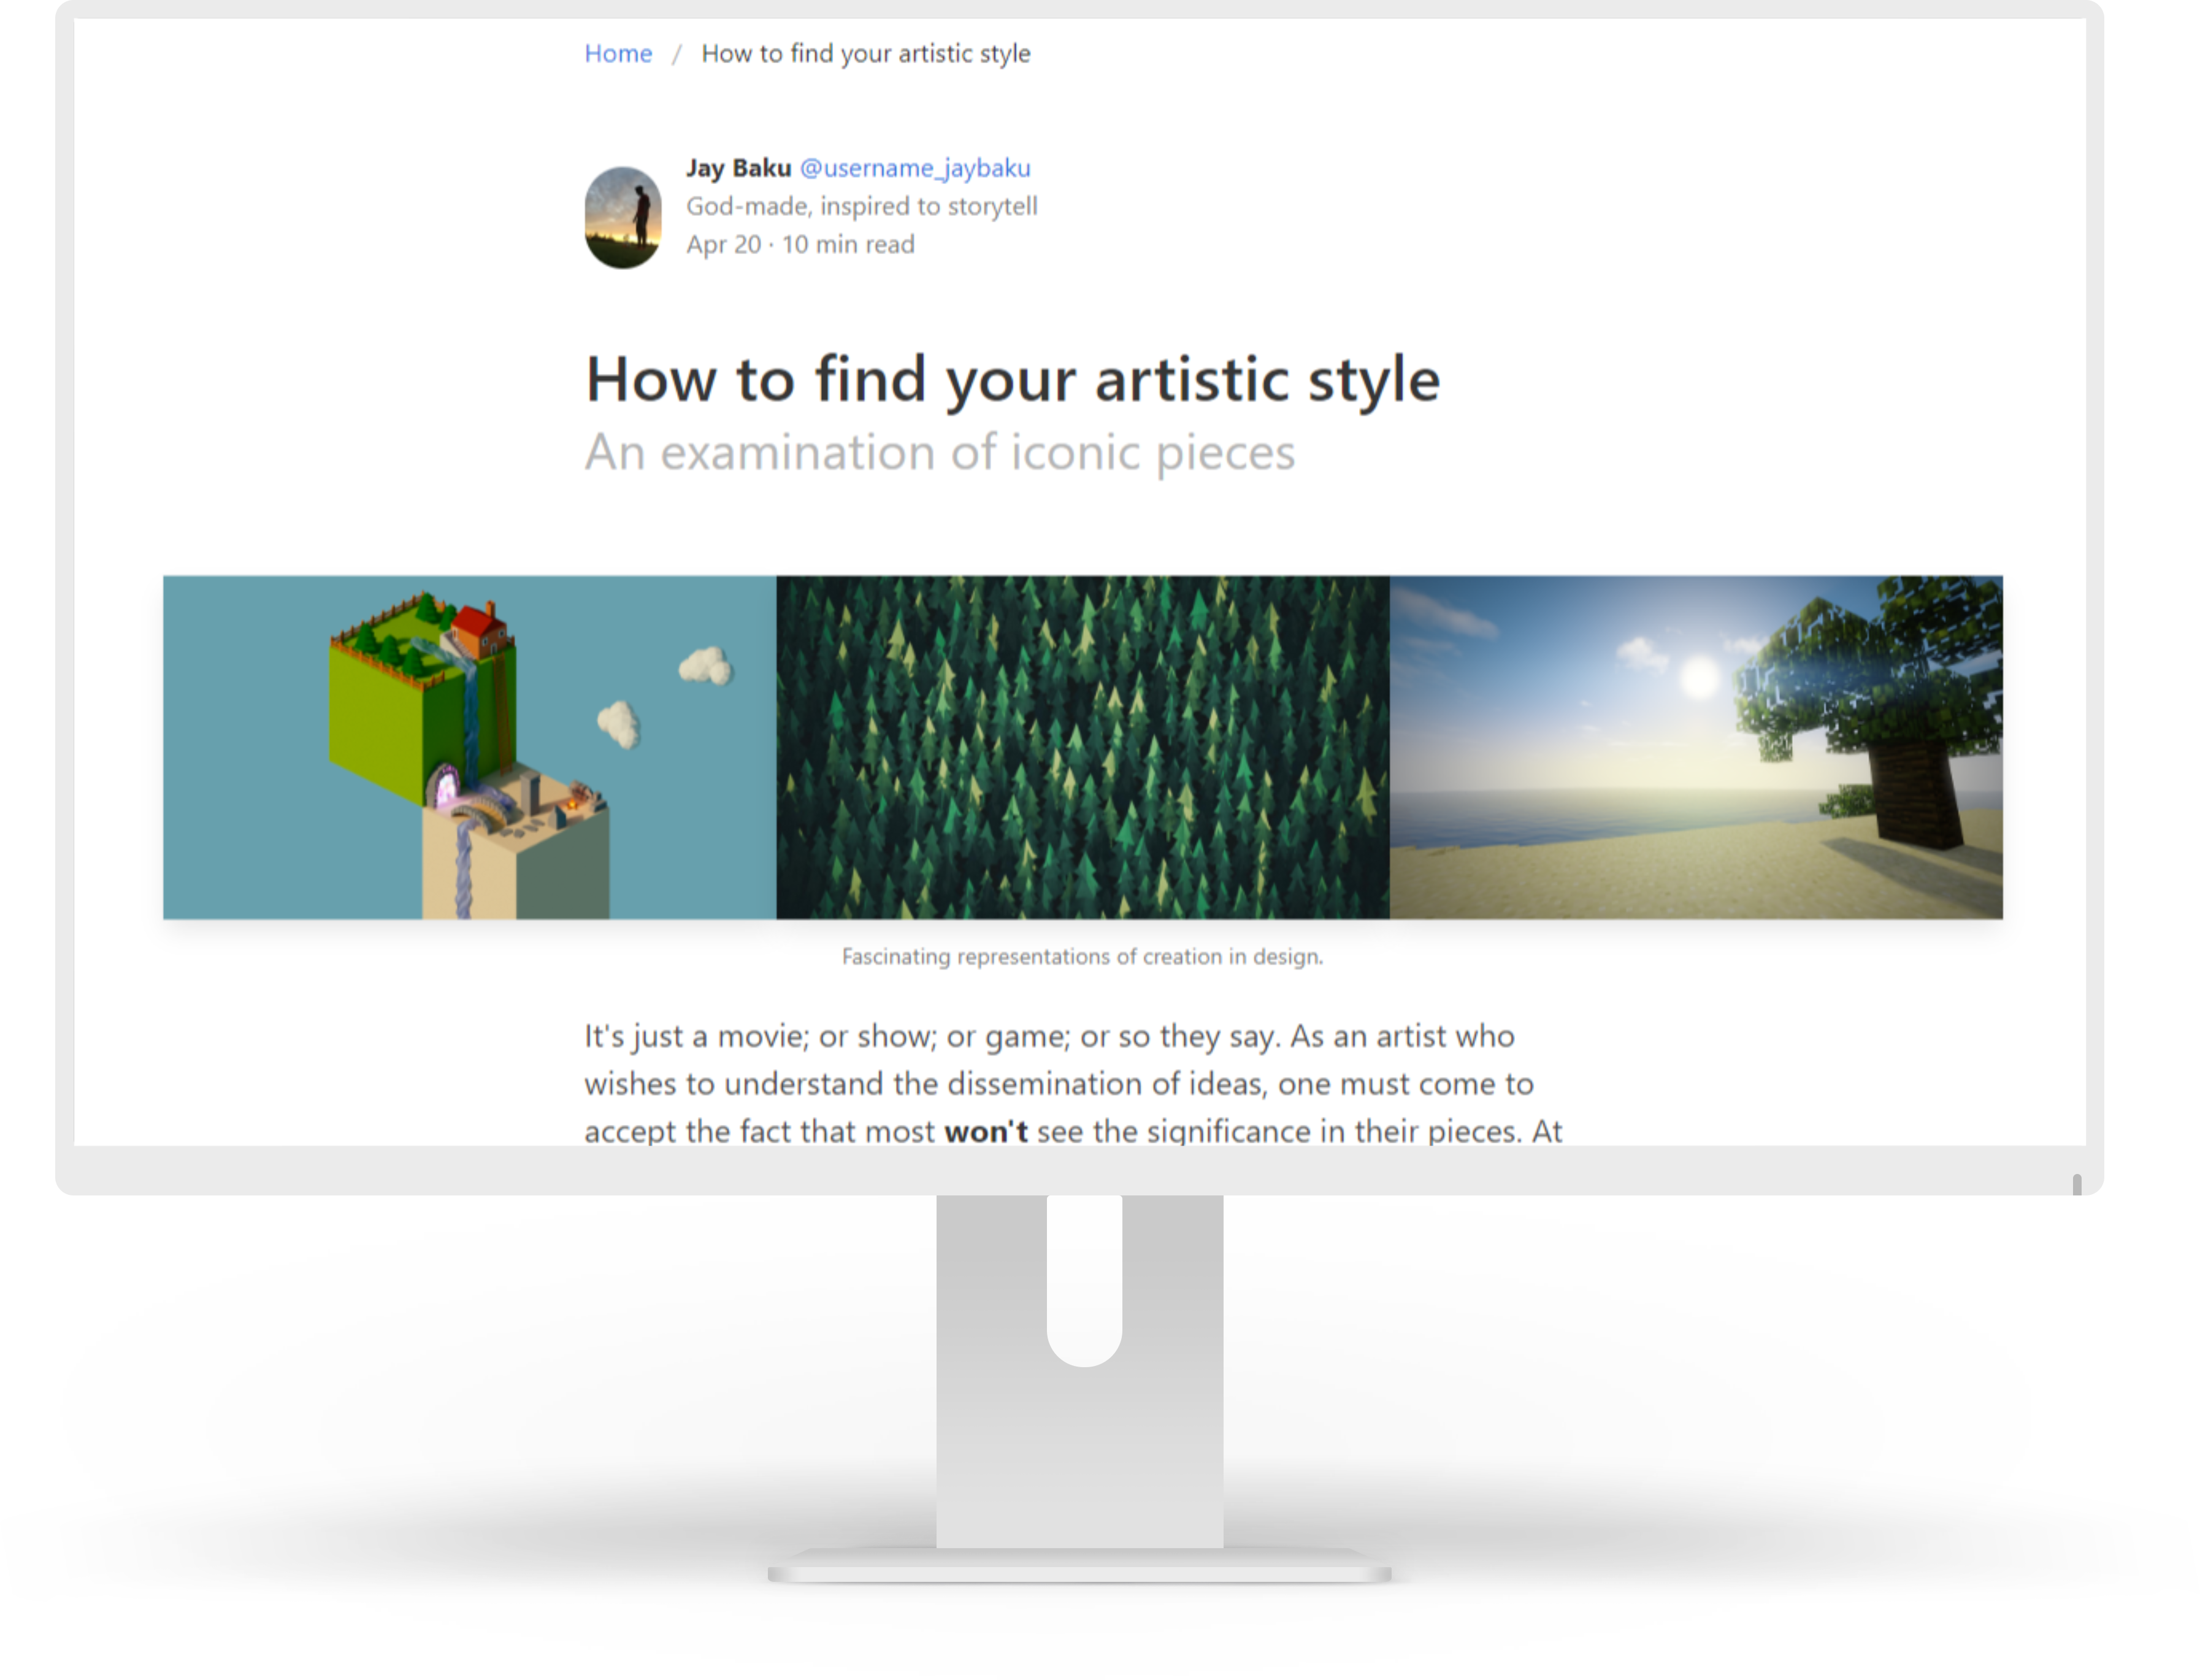 Home / How to find your artistic style
Jay Baku @username_jaybaku
God-made, inspired to storytell
Apr 20 · 10 min read
How to find your artistic style
An examination of iconic pieces
Fascinating representations of creation in design.
It's just a movie; or show; or game; or so they say. As an artist who
wishes to understand the dissemination of ideas, one must come to
accept the fact that most won't see the significance in their pieces. At